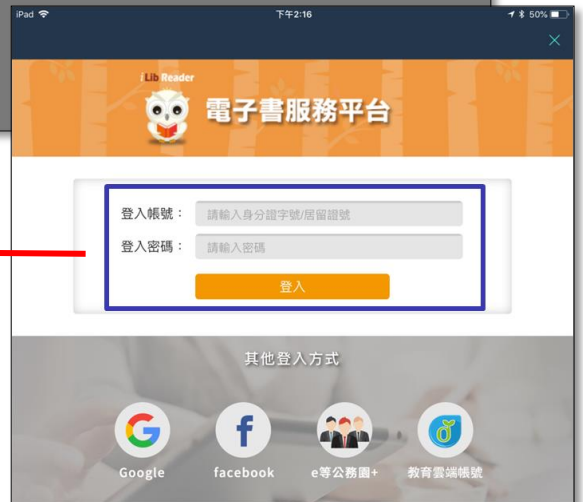 iPad 下午2:16 50%
iLib Reader
電子書服務平台
登入帳號： 請輸入身分證字號/居留證號
登入密碼： 請輸入密碼
登入
其他登入方式
Google facebook e等公務園+ 教育雲端帳號